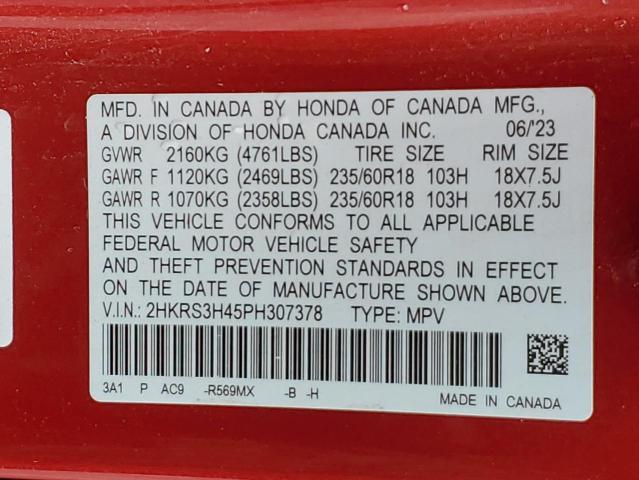 MFD. IN CANADA BY HONDA OF CANADA MFG.,
A DIVISION OF HONDA CANADA INC. 06/'23
GVWR 2160KG (4761LBS) TIRE SIZE RIM SIZE
GAWR F 1120KG (2469LBS) 235/60R18 103H 18X7.5J
GAWR R 1070KG (2358LBS) 235/60R18 103H 18X7.5J
THIS VEHICLE CONFORMS TO ALL APPLICABLE
FEDERAL MOTOR VEHICLE SAFETY
AND THEFT PREVENTION STANDARDS IN EFFECT
ON THE DATE OF MANUFACTURE SHOWN ABOVE.
V.I.N.: 2HKRS3H45PH307378 TYPE: MPV
3A1 P AC9 -R569MX -B -H
MADE IN CANADA